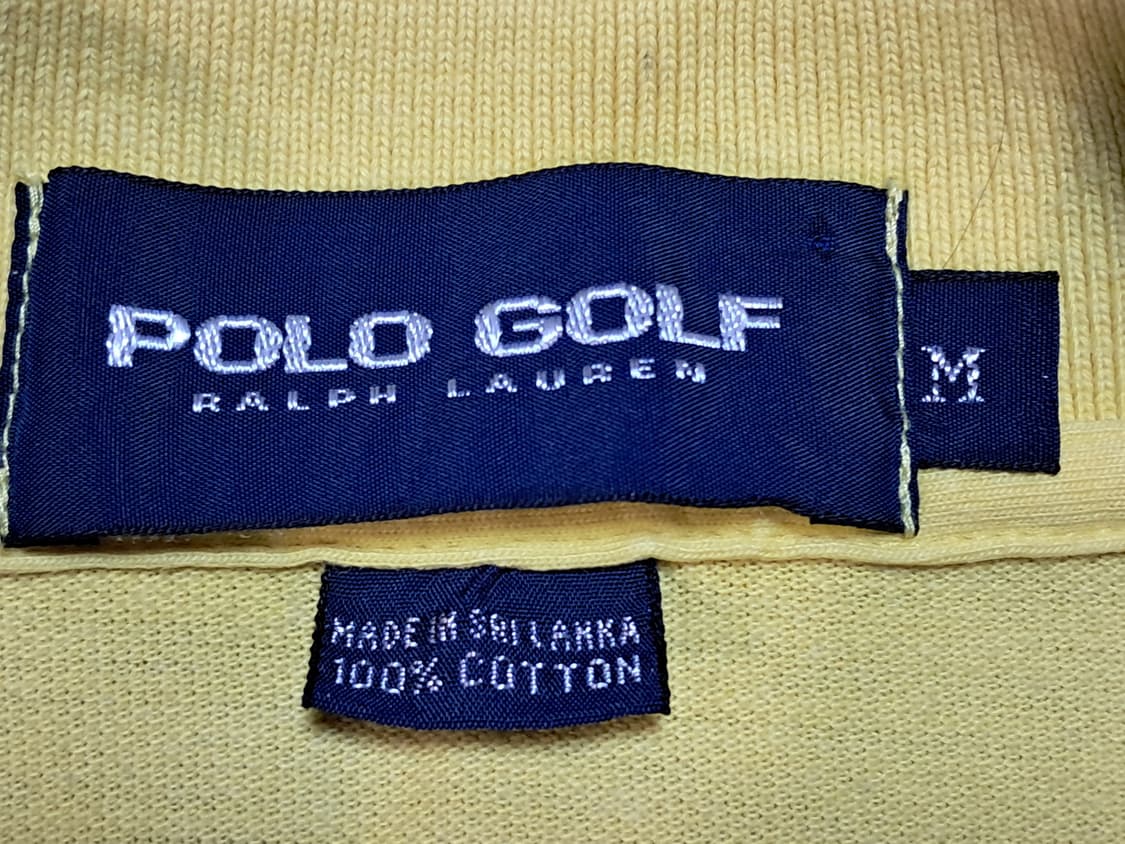 POLO GOLF
RALPH LAUREN
M
MADE IN SRI LANKA
100% COTTON